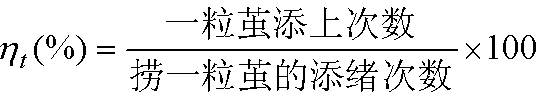 η_t(%) = 一粒茧添上次数 / 捞一粒茧的添绪次数 ×100